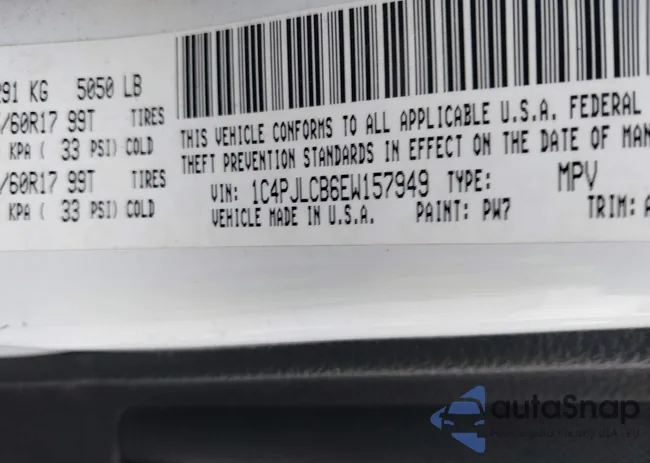 291 KG 5050 LB
/60R17 99T TIRES
KPA ( 33 PSI) COLD
/60R17 99T TIRES
KPA ( 33 PSI) COLD
THIS VEHICLE CONFORMS TO ALL APPLICABLE U.S.A. FEDERAL
THEFT PREVENTION STANDARDS IN EFFECT ON THE DATE OF MAN
VIN: 1C4PJLCB6EW157949 TYPE: MPV
VEHICLE MADE IN U.S.A. PAINT: PW7 TRIM: A
autoSnap